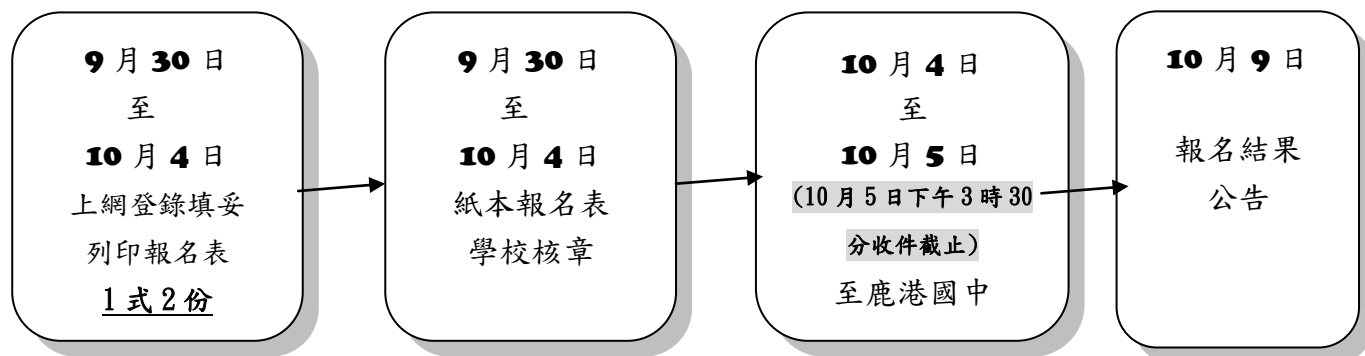 9 月 30 日
至
10 月 4 日
上網登錄填妥
列印報名表
1 式 2 份
9 月 30 日
至
10 月 4 日
紙本報名表
學校核章
10 月 4 日
至
10 月 5 日
(10 月 5 日下午 3 時 30
分收件截止)
至鹿港國中
10 月 9 日
報名結果
公告